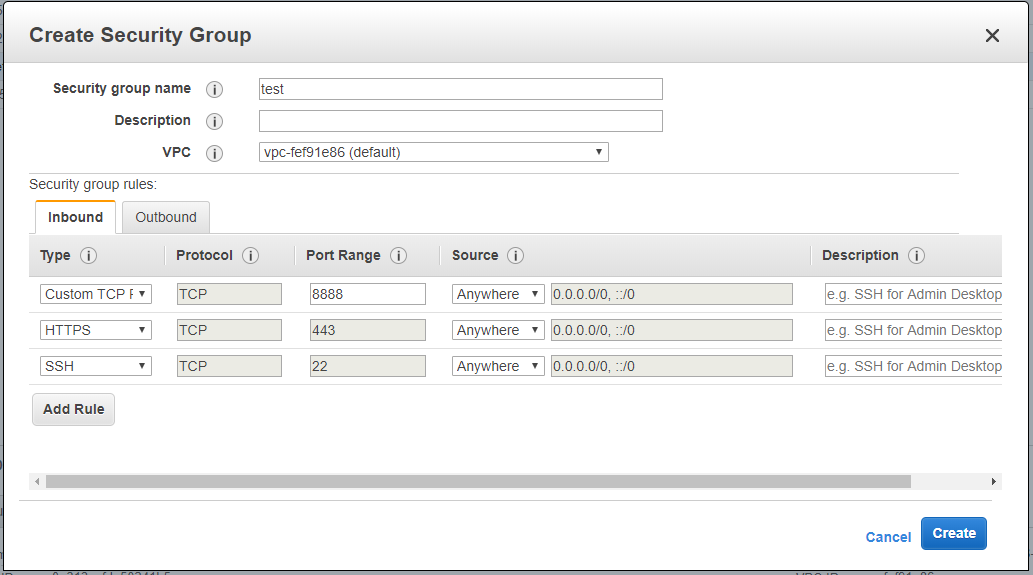 Create Security Group
Security group name i test
Description i
VPC i vpc-fef91e86 (default)
Security group rules:
Inbound Outbound
Type i Protocol i Port Range i Source i Description i
Custom TCP TCP 8888 Anywhere 0.0.0.0/0, ::/0 e.g. SSH for Admin Desktop
HTTPS TCP 443 Anywhere 0.0.0.0/0, ::/0 e.g. SSH for Admin Desktop
SSH TCP 22 Anywhere 0.0.0.0/0, ::/0 e.g. SSH for Admin Desktop
Add Rule
Cancel Create